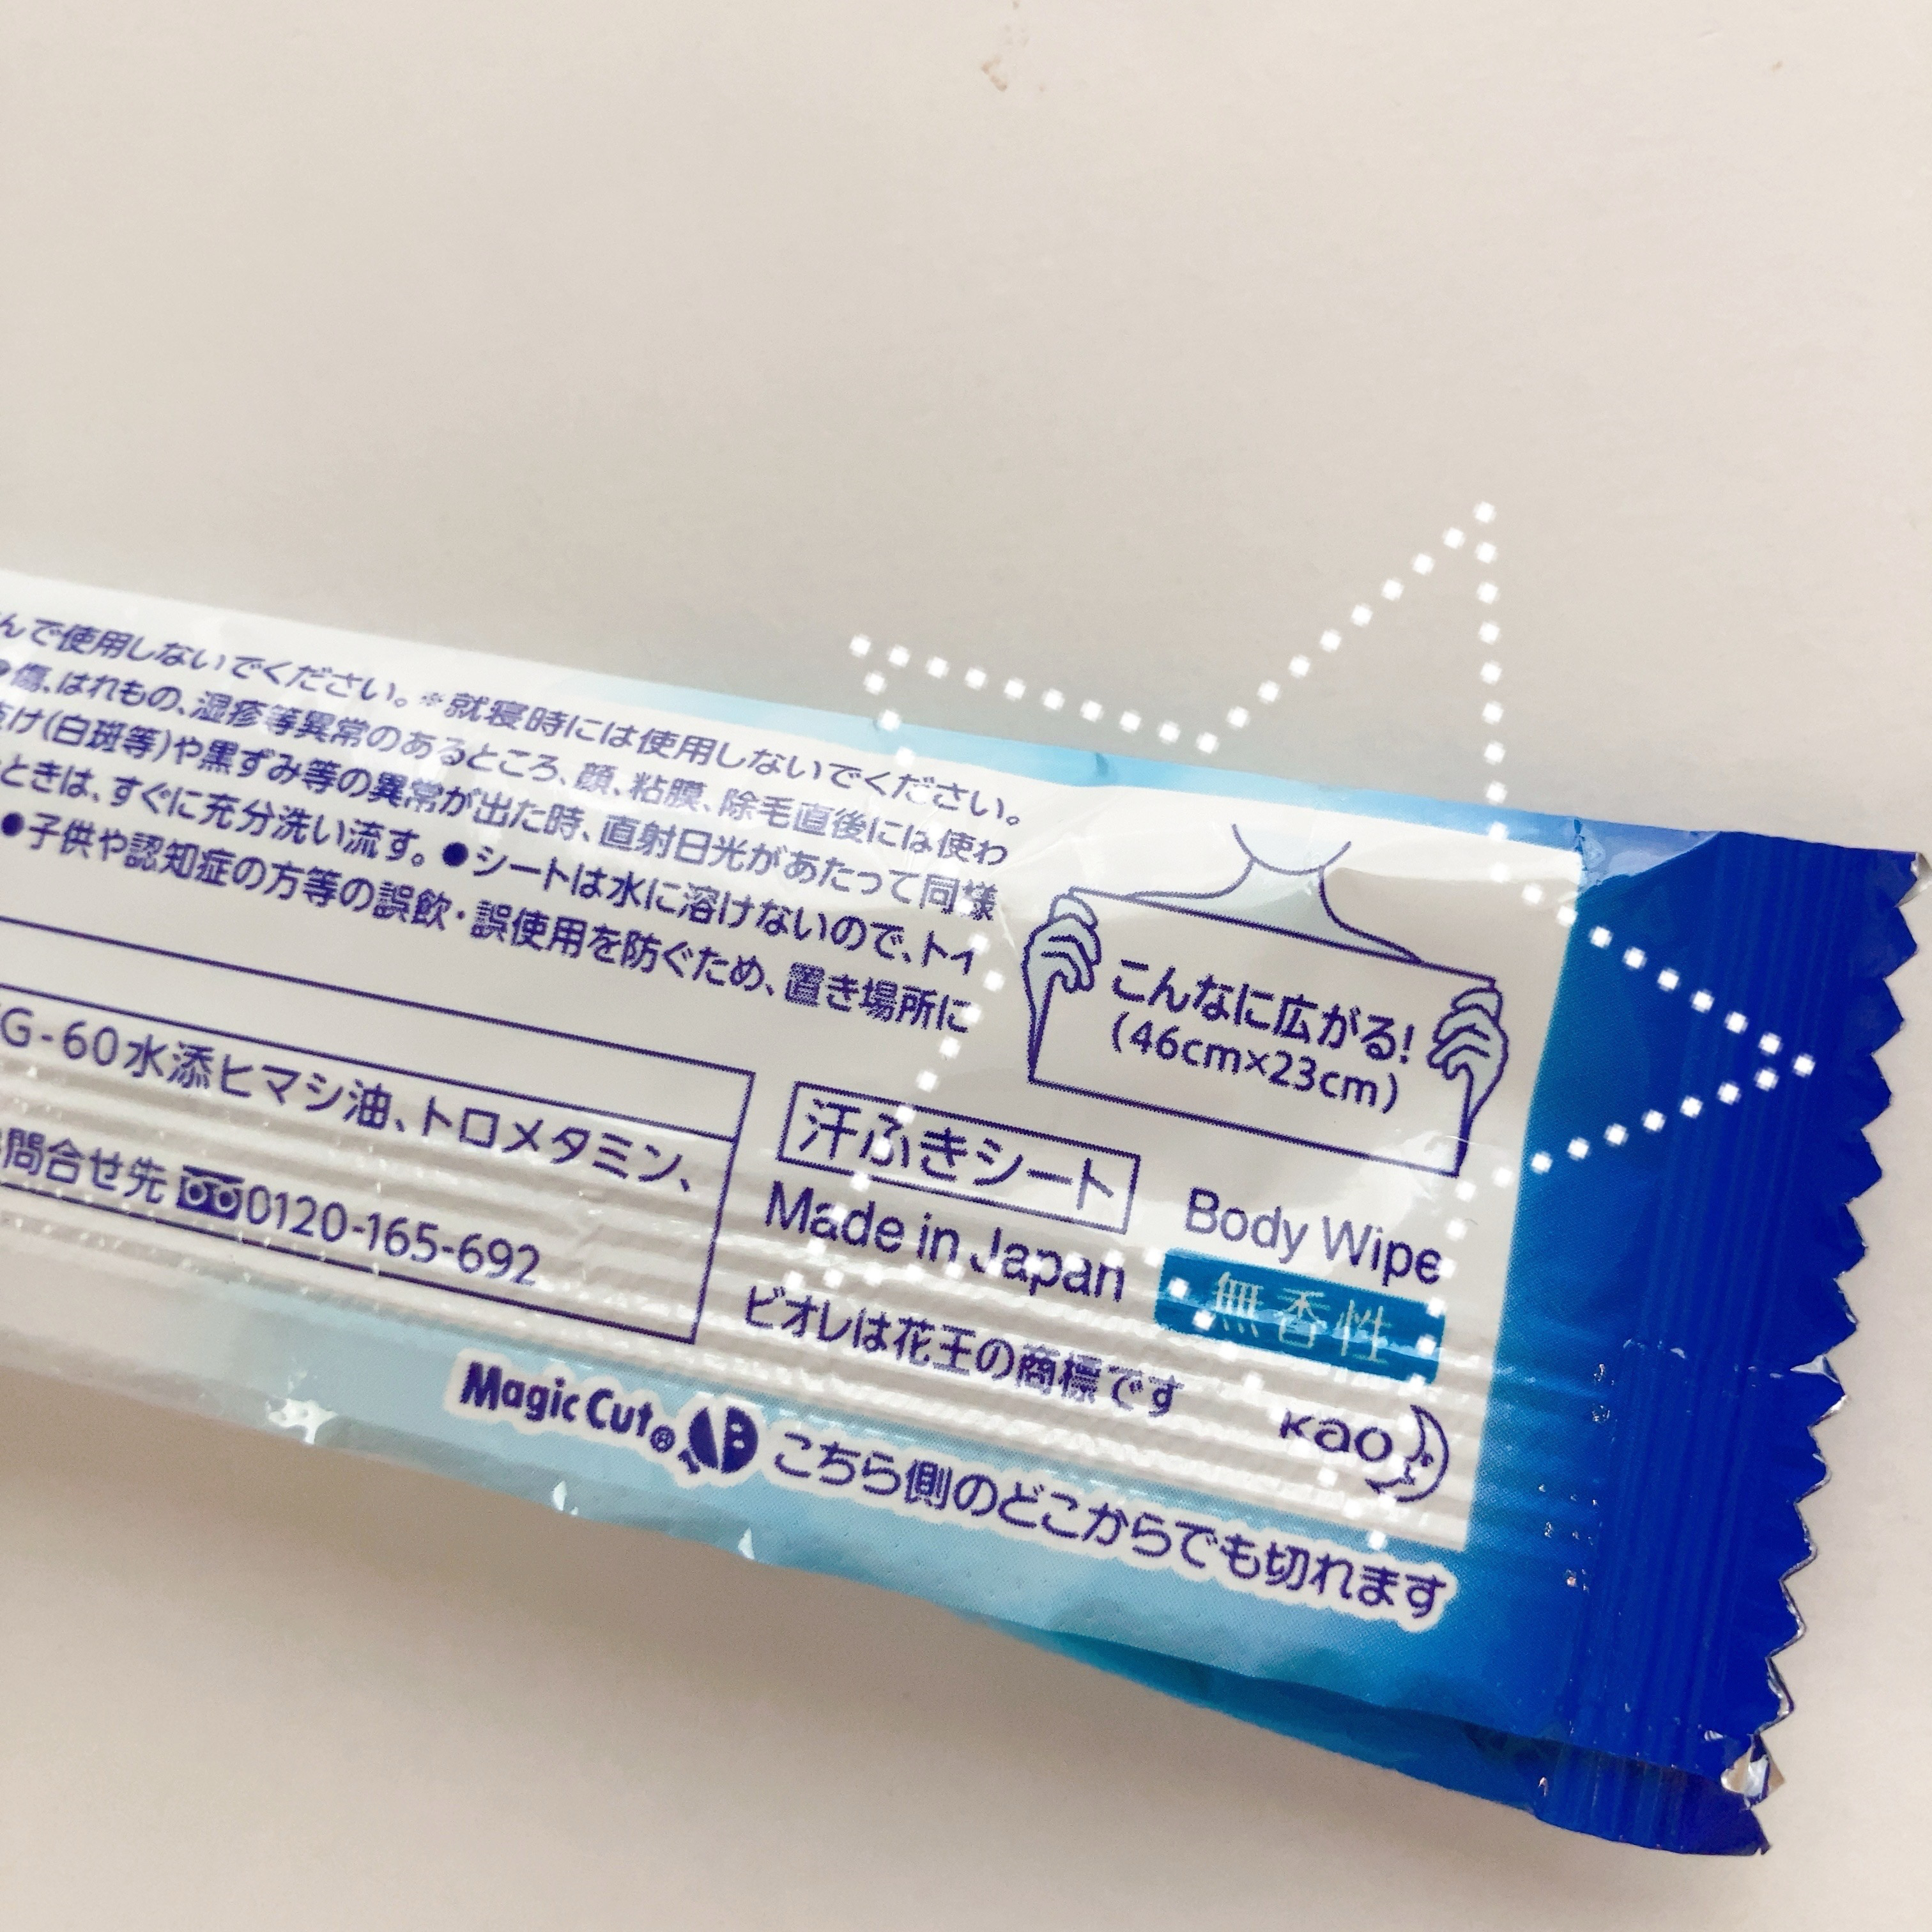 んで使用しないでください。※就寝時には使用しないでください。
●傷、はれもの、湿疹等異常のあるところ、顔、粘膜、除毛直後には使わ
抜け(白斑等)や黒ずみ等の異常が出た時、直射日光があたって同様
ときは、すぐに充分洗い流す。●シートは水に溶けないので、トイ
●子供や認知症の方等の誤飲・誤使用を防ぐため、置き場所に
G-60水添ヒマシ油、トロメタミン、
問合せ先 0120-165-692
こんなに広がる!
(46cm×23cm)
汗ふきシート
Body Wipe
Made in Japan
無香性
ビオレは花王の商標です
Kao
Magic Cut® こちら側のどこからでも切れます